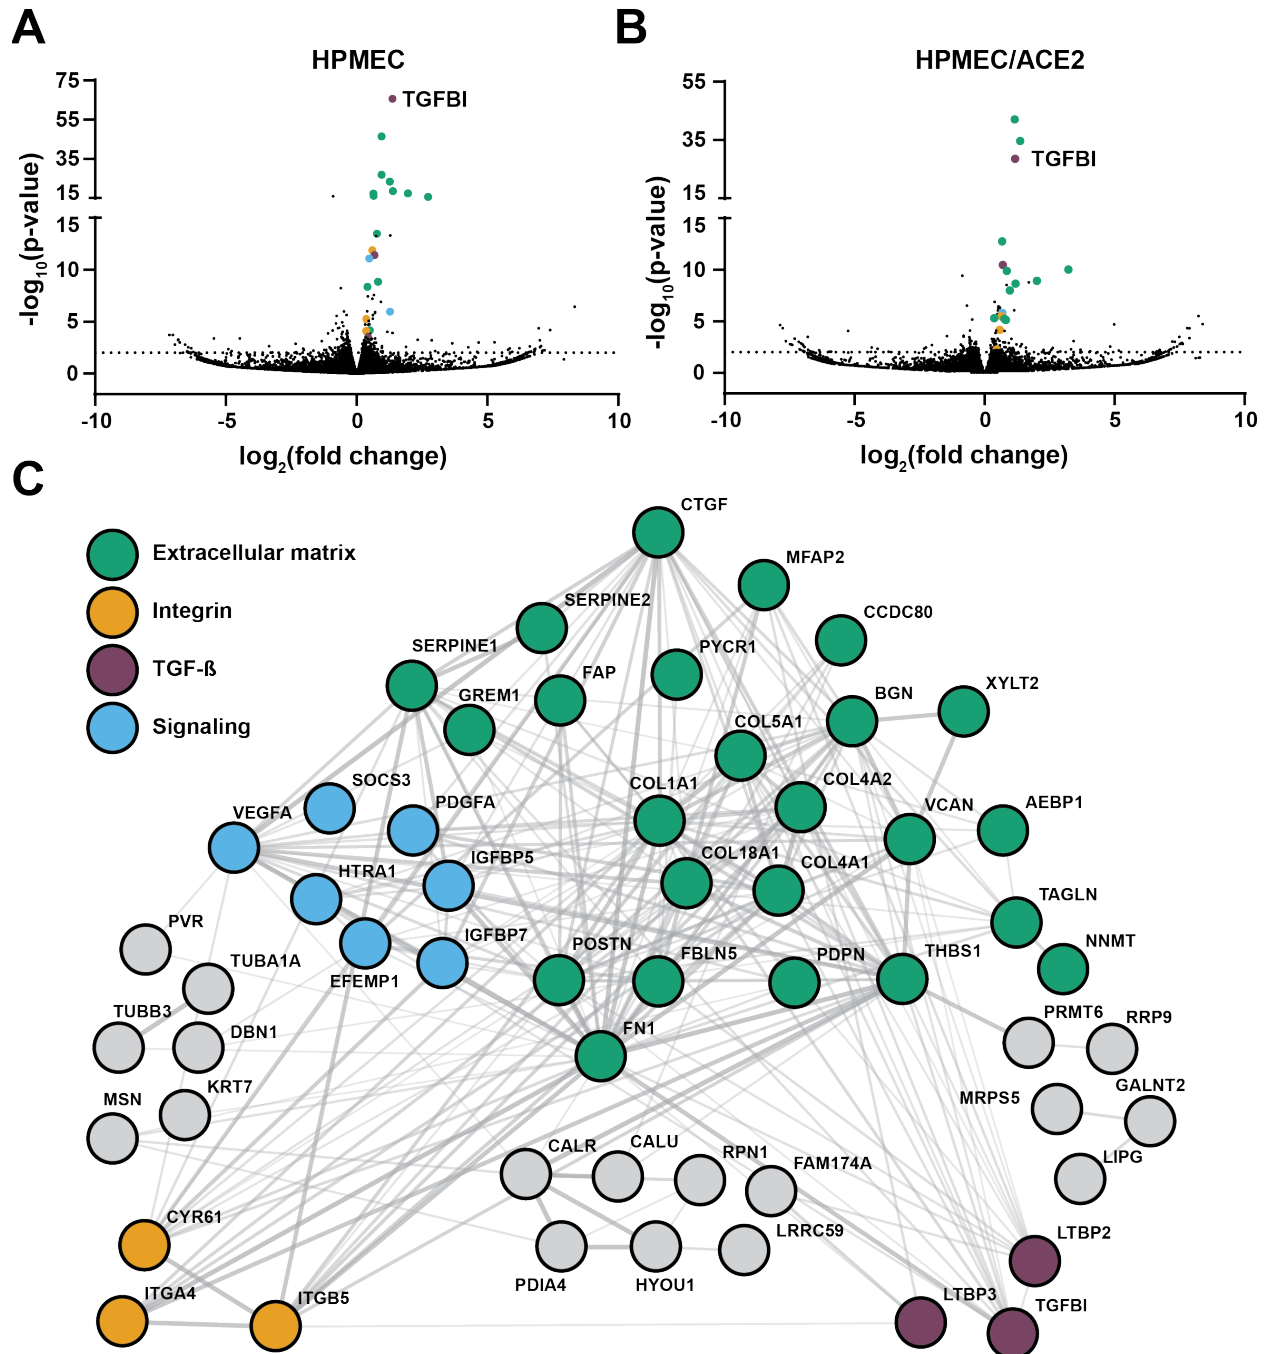 A
B
HPMEC
HPMEC/ACE2
75
55
35
15
15
10
5
0
-log10(p-value)
TGFBI
-10
-5
0
5
10
log2(fold change)
55
35
15
15
10
5
0
-log10(p-value)
TGFBI
-10
-5
0
5
10
log2(fold change)
C
Extracellular matrix
Integrin
TGF-ß
Signaling
CTGF
MFAP2
SERPINE2
CCDC80
SERPINE1
PYCR1
FAP
GREM1
BGN
XYLT2
COL5A1
SOCS3
COL1A1
COL4A2
VEGFA
PDGFA
VCAN
AEBP1
HTRA1
IGFBP5
COL18A1
COL4A1
TAGLN
PVR
IGFBP7
POSTN
FBLN5
PDPN
THBS1
NNMT
TUBA1A
EFEMP1
TUBB3
DBN1
FN1
PRMT6
RRP9
KRT7
MSN
MRPS5
GALNT2
CALR
CALU
RPN1
FAM174A
LIPG
CYR61
LRRC59
LTBP2
PDIA4
HYOU1
ITGA4
ITGB5
LTBP3
TGFBI